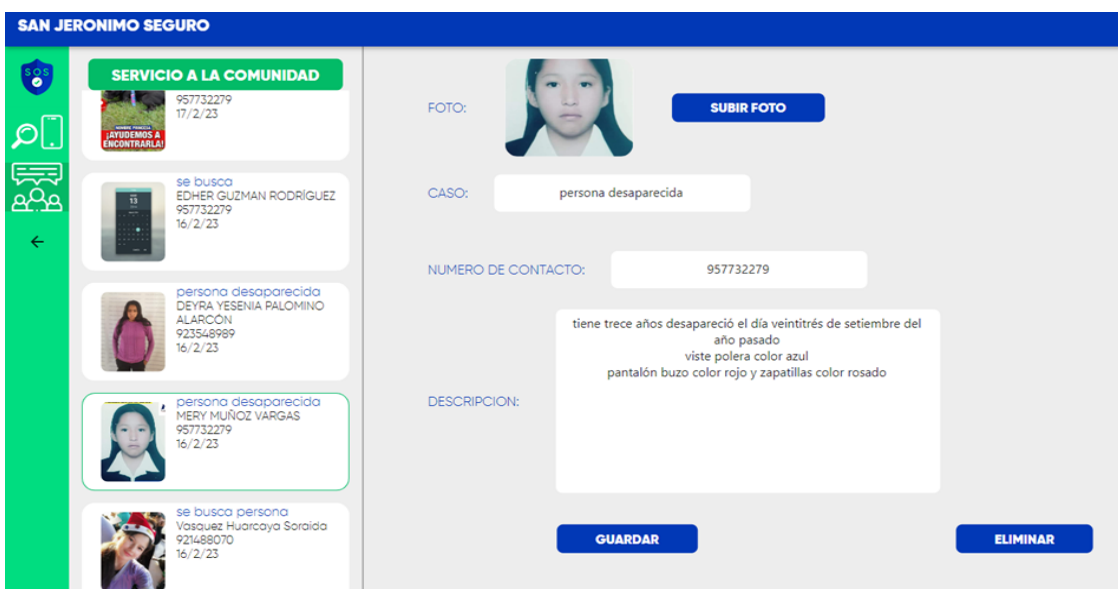 SAN JERONIMO SEGURO
SOS
SERVICIO A LA COMUNIDAD
957732279
17/2/23
¡AYUDEMOS A
ENCONTRARLA!
se busca
EDHER GUZMAN RODRÍGUEZ
957732279
16/2/23
13
persona desaparecida
DEYRA YESENIA PALOMINO
ALARCÓN
923548989
16/2/23
persona desaparecida
MERY MUÑOZ VARGAS
957732279
16/2/23
se busca persona
Vasquez Huarcaya Soraida
921488070
16/2/23
FOTO:
SUBIR FOTO
CASO:
persona desaparecida
NUMERO DE CONTACTO:
957732279
DESCRIPCION:
tiene trece años desapareció el día veintitrés de setiembre del
año pasado
viste polera color azul
pantalón buzo color rojo y zapatillas color rosado
GUARDAR
ELIMINAR